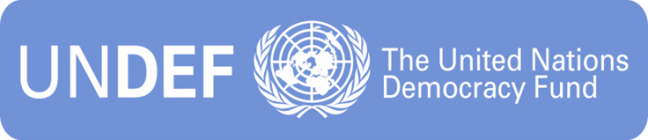 UNDEF
The United Nations
Democracy Fund